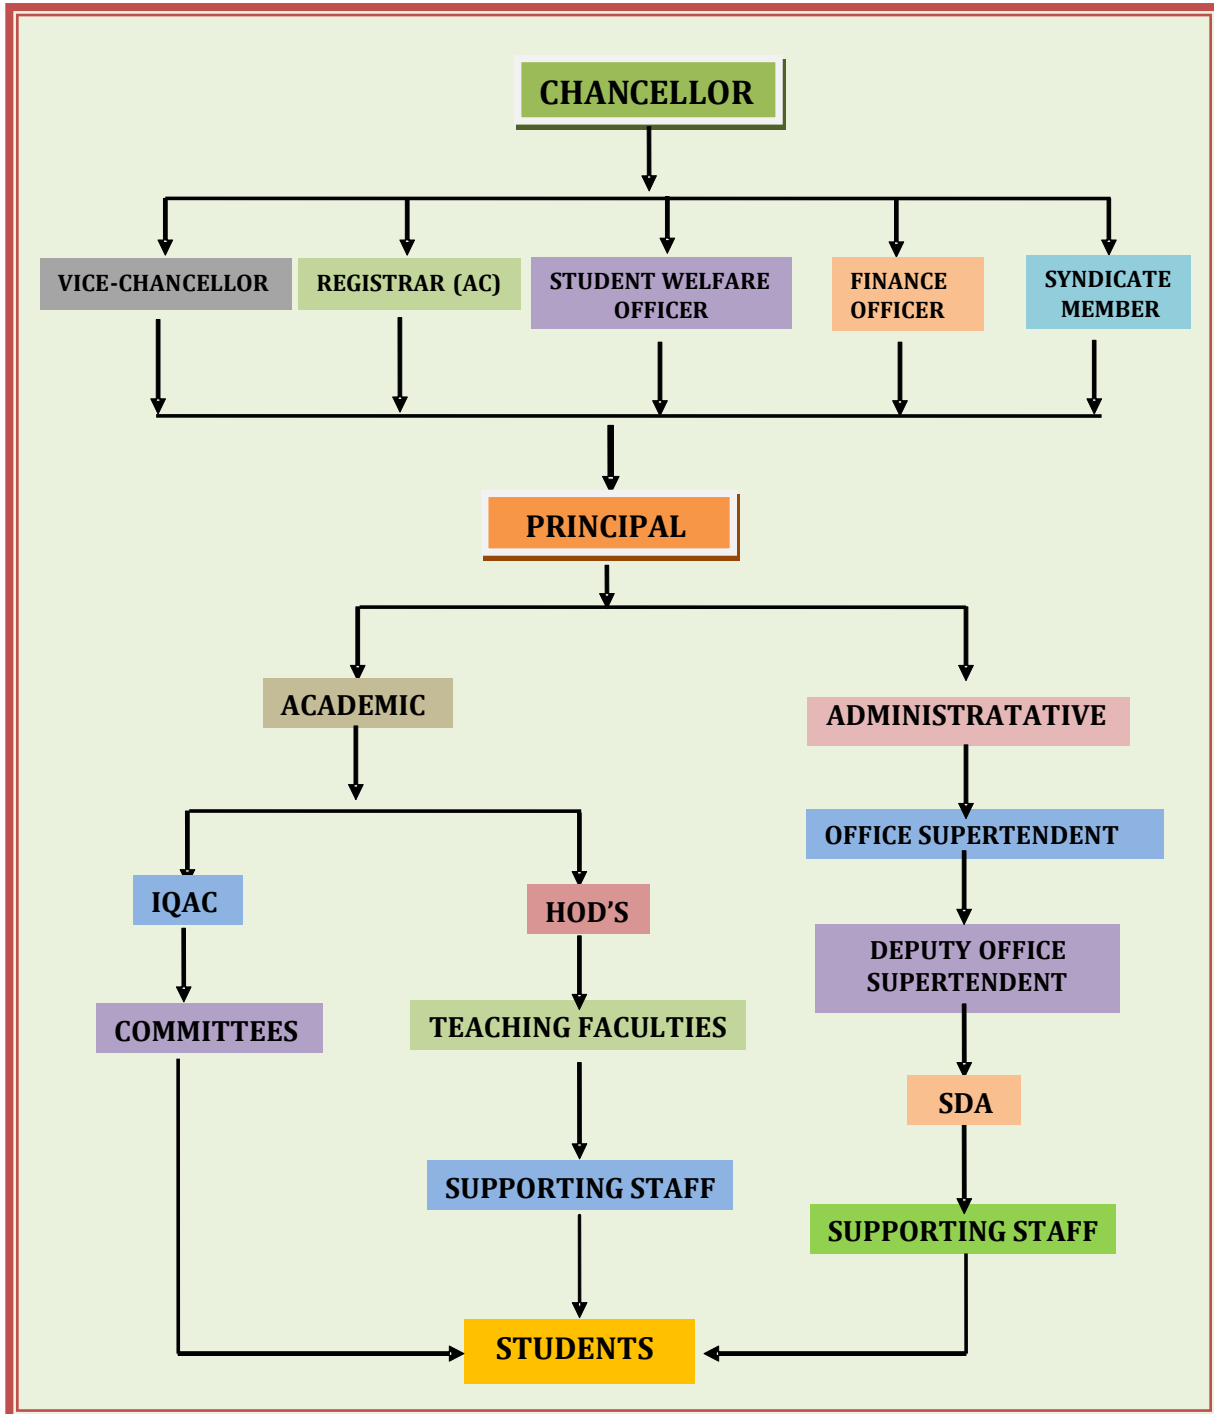 CHANCELLOR
VICE-CHANCELLOR
REGISTRAR (AC)
STUDENT WELFARE
OFFICER
FINANCE
OFFICER
SYNDICATE
MEMBER
PRINCIPAL
ACADEMIC
ADMINISTRATATIVE
OFFICE SUPERTENDENT
IQAC
HOD'S
DEPUTY OFFICE
SUPERTENDENT
COMMITTEES
TEACHING FACULTIES
SDA
SUPPORTING STAFF
SUPPORTING STAFF
STUDENTS